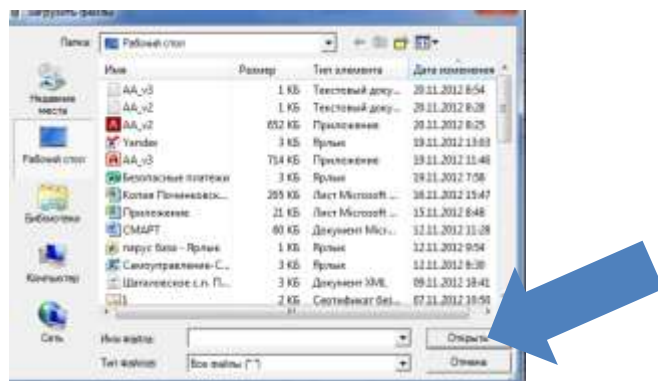 Загрузить файлы
Папка: Рабочий стол
Имя Размер Тип элемента Дата изменения
AA_v3 1 КБ Текстовый доку... 20.11.2012 8:54
AA_v2 1 КБ Текстовый доку... 20.11.2012 8:28
AA_v2 652 КБ Приложение 20.11.2012 8:25
Yandex 3 КБ Ярлык 19.11.2012 13:03
AA_v3 714 КБ Приложение 19.11.2012 11:46
Безопасные платежи 3 КБ Ярлык 19.11.2012 7:58
Копия Починковск... 265 КБ Лист Microsoft ... 16.11.2012 15:47
Приложение 21 КБ Лист Microsoft ... 15.11.2012 8:48
СМАРТ 60 КБ Документ Micr... 12.11.2012 11:28
парус база - Ярлык 1 КБ Ярлык 12.11.2012 9:54
Самоуправление-С... 3 КБ Ярлык 12.11.2012 8:30
Шаталовское с.п. П... 3 КБ Документ XML 09.11.2012 18:41
1 2 КБ Сертификат без... 07.11.2012 10:50
Недавние места
Рабочий стол
Библиотеки
Компьютер
Сеть
Имя файла: Открыть
Тип файлов: Все файлы (*.*) Отмена